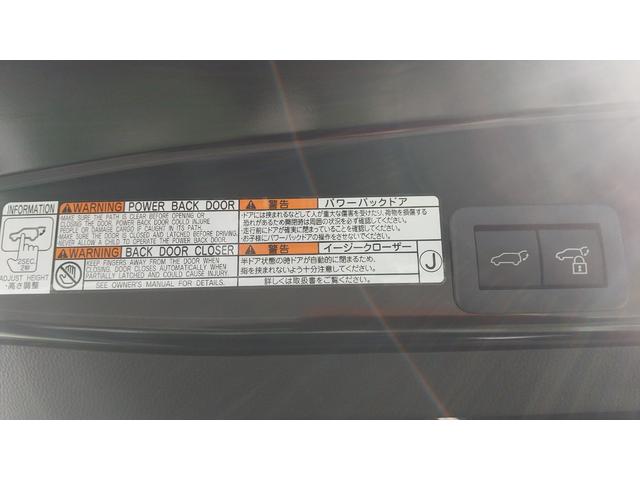 INFORMATION
2SEC.
2秒
ADJUST HEIGHT
・高さ調整
WARNING POWER BACK DOOR
MAKE SURE THE PATH IS CLEAR BEFORE OPENING OR
CLOSING THE DOOR. POWER BACK DOOR COULD INJURE
PEOPLE OR DAMAGE CARGO IF CAUGHT IN ITS PATH.
MAKE SURE THE DOOR IS CLOSED AND LATCHED BEFORE DRIVING.
NEVER ALLOW A CHILD TO OPERATE THE POWER BACK DOOR.
WARNING BACK DOOR CLOSER
KEEP FINGERS AWAY FROM THE DOOR WHEN
CLOSING. DOOR CLOSES AUTOMATICALLY WHEN
PARTIALLY LATCHED AND COULD CAUSE INJURY.
SEE OWNER'S MANUAL FOR DETAILS.
警告 パワーバックドア
・ドアには挟まれるなどして人が重大な傷害を受けたり、荷物を損傷する
恐れがあるため開閉時は周囲の状況を必ず確認してください。
・走行前にドアが確実に閉まっていることを確認してください。
・お子様にパワーバックドアの操作をさせないでください。
警告 イージークローザー
半ドア状態の時ドアが自動的に閉まるため、
指を挟まれないよう十分注意してください。
詳しくは取扱書をご覧ください。
J